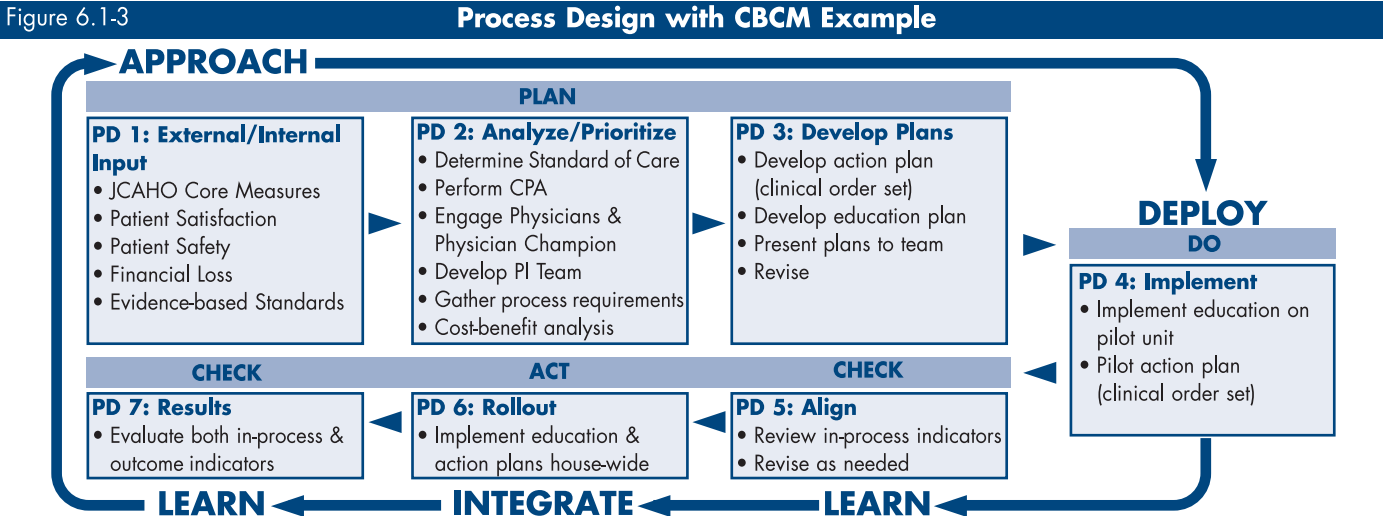 Figure 6.1-3
Process Design with CBCM Example
APPROACH
PLAN
PD 1: External/Internal
Input
• JCAHO Core Measures
• Patient Satisfaction
• Patient Safety
• Financial Loss
• Evidence-based Standards
PD 2: Analyze/Prioritize
• Determine Standard of Care
• Perform CPA
• Engage Physicians &
Physician Champion
• Develop PI Team
• Gather process requirements
• Cost-benefit analysis
PD 3: Develop Plans
• Develop action plan
(clinical order set)
• Develop education plan
• Present plans to team
• Revise
DEPLOY
DO
PD 4: Implement
• Implement education on
pilot unit
• Pilot action plan
(clinical order set)
CHECK
PD 5: Align
• Review in-process indicators
• Revise as needed
ACT
PD 6: Rollout
• Implement education &
action plans house-wide
CHECK
PD 7: Results
• Evaluate both in-process &
outcome indicators
LEARN
INTEGRATE
LEARN